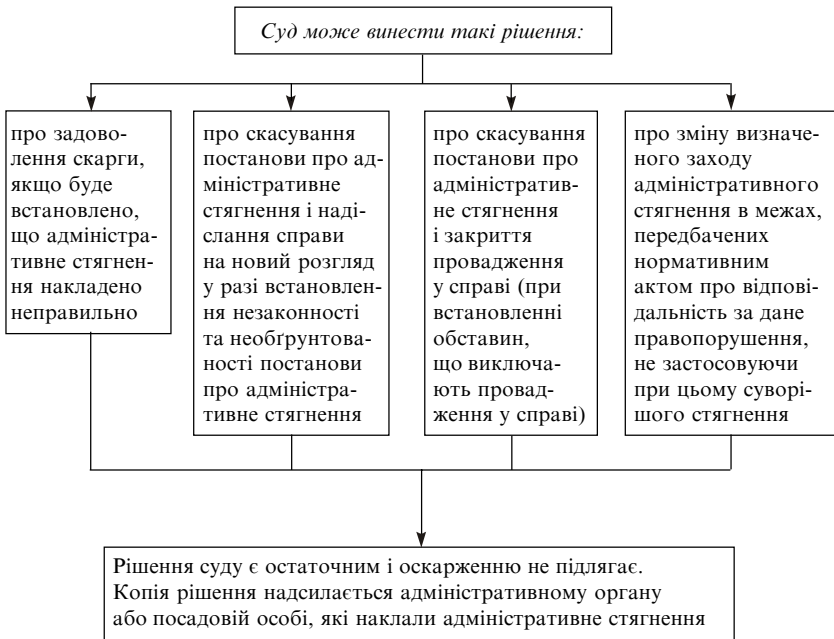 Суд може винести такі рішення:
про задово-
лення скарги,
якщо буде
встановлено,
що адміністра-
тивне стягнен-
ня накладено
неправильно
про скасування
постанови про ад-
міністративне
стягнення і наді-
слання справи
на новий розгляд
у разі встановлен-
ня незаконності
та необґрунтова-
ності постанови
про адміністра-
тивне стягнення
про скасування
постанови про
адміністратив-
не стягнення
і закриття
провадження
у справі (при
встановленні
обставин,
що виключа-
ють провад-
ження у справі)
про зміну визначе-
ного заходу
адміністративного
стягнення в межах,
передбачених
нормативним
актом про відпові-
дальність за дане
правопорушення,
не застосовуючи
при цьому суворі-
шого стягнення
Рішення суду є остаточним і оскарженню не підлягає.
Копія рішення надсилається адміністративному органу
або посадовій особі, які наклали адміністративне стягнення